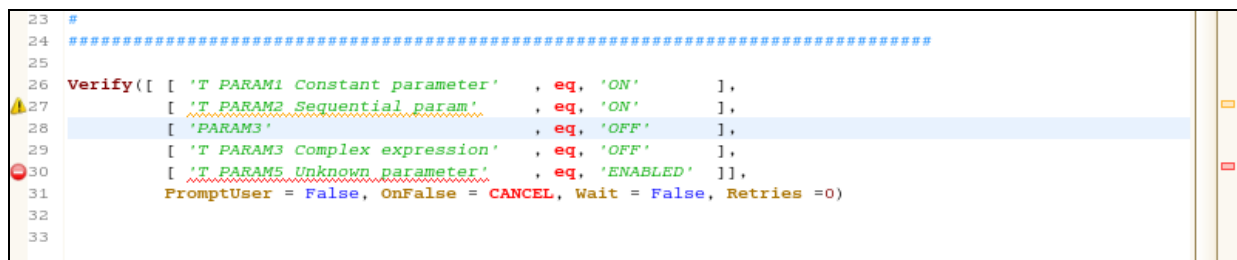 23 #
24 ################################################################################
25
26 Verify([ [ 'T PARAM1 Constant parameter' , eq, 'ON' ],
27 [ 'T PARAM2 Sequential param' , eq, 'ON' ],
28 [ 'PARAM3' , eq, 'OFF' ],
29 [ 'T PARAM3 Complex expression' , eq, 'OFF' ],
30 [ 'T PARAM5 Unknown parameter' , eq, 'ENABLED' ]],
31 PromptUser = False, OnFalse = CANCEL, Wait = False, Retries =0)
32
33